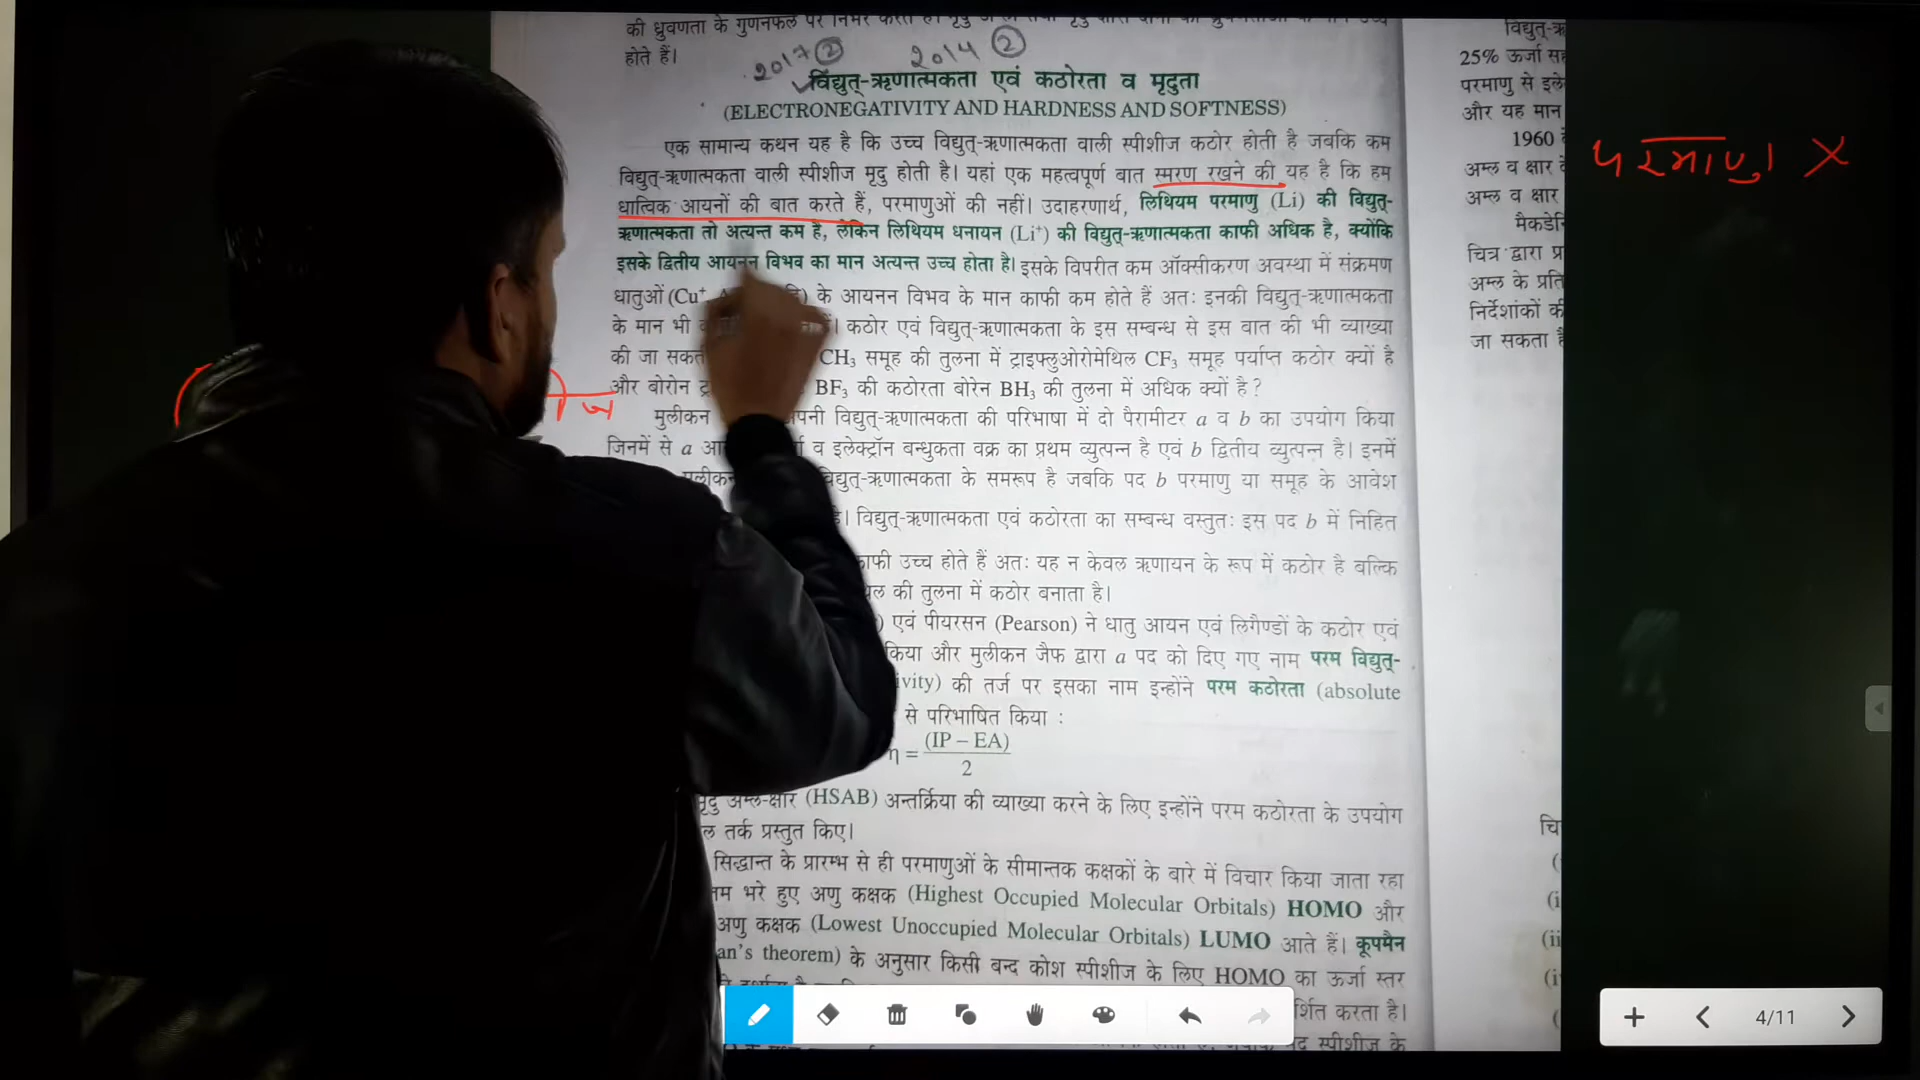 की ध्रुवणता के गुणनफल पर निर्भर करते हैं।
होते हैं।
2017 2 2014 2
विद्युत्-ऋणात्मकता एवं कठोरता व मृदुता
(ELECTRONEGATIVITY AND HARDNESS AND SOFTNESS)
एक सामान्य कथन यह है कि उच्च विद्युत्-ऋणात्मकता वाली स्पीशीज कठोर होती है जबकि कम
विद्युत्-ऋणात्मकता वाली स्पीशीज मृदु होती है। यहां एक महत्वपूर्ण बात स्मरण रखने की यह है कि हम
धात्विक आयनों की बात करते हैं, परमाणुओं की नहीं। उदाहरणार्थ, लिथियम परमाणु (Li) की विद्युत्-
ऋणात्मकता तो अत्यन्त कम है, लेकिन लिथियम धनायन (Li⁺) की विद्युत्-ऋणात्मकता काफी अधिक है, क्योंकि
इसके द्वितीय आयनन विभव का मान अत्यन्त उच्च होता है। इसके विपरीत कम ऑक्सीकरण अवस्था में संक्रमण
धातुओं (Cu⁺, के आयनन विभव के मान काफी कम होते हैं अतः इनकी विद्युत्-ऋणात्मकता
के मान भी कठोर एवं विद्युत्-ऋणात्मकता के इस सम्बन्ध से इस बात की भी व्याख्या
की जा CH₃ समूह की तुलना में ट्राइफ्लुओरोमेथिल CF₃ समूह पर्याप्त कठोर क्यों है
और बोरोन BF₃ की कठोरता बोरेन BH₃ की तुलना में अधिक क्यों है?
मुलीकन अपनी विद्युत्-ऋणात्मकता की परिभाषा में दो पैरामीटर a व b का उपयोग किया
जिनमें से a व इलेक्ट्रॉन बन्धुकता वक्र का प्रथम व्युत्पन्न है एवं b द्वितीय व्युत्पन्न है। इनमें
विद्युत्-ऋणात्मकता के समरूप है जबकि पद b परमाणु या समूह के आवेश
है। विद्युत्-ऋणात्मकता एवं कठोरता का सम्बन्ध वस्तुतः इस पद b में निहित
काफी उच्च होते हैं अतः यह न केवल ऋणायन के रूप में कठोर है बल्कि
की तुलना में कठोर बनाता है।
एवं पीयरसन (Pearson) ने धातु आयन एवं लिगैण्डों के कठोर एवं
किया और मुलीकन जैफ द्वारा a पद को दिए गए नाम परम विद्युत्-
ivity) की तर्ज पर इसका नाम इन्होंने परम कठोरता (absolute
से परिभाषित किया :
η = (IP – EA)
2
मृदु अम्ल-क्षार (HSAB) अन्तर्क्रिया की व्याख्या करने के लिए इन्होंने परम कठोरता के उपयोग
तर्क प्रस्तुत किए।
सिद्धान्त के प्रारम्भ से ही परमाणुओं के सीमान्तक कक्षकों के बारे में विचार किया जाता रहा
भरे हुए अणु कक्षक (Highest Occupied Molecular Orbitals) HOMO और
अणु कक्षक (Lowest Unoccupied Molecular Orbitals) LUMO आते हैं। कूपमैन
an's theorem) के अनुसार किसी बन्द कोश स्पीशीज के लिए HOMO का ऊर्जा स्तर
करता है।
स्पीशीज के
25% ऊर्जा
परमाणु से
और यह मान
1960
अम्ल व क्षार
अम्ल व क्षार
चित्र द्वारा
अम्ल के
निर्देशांकों की
जा सकता
परमाणु X
4/11